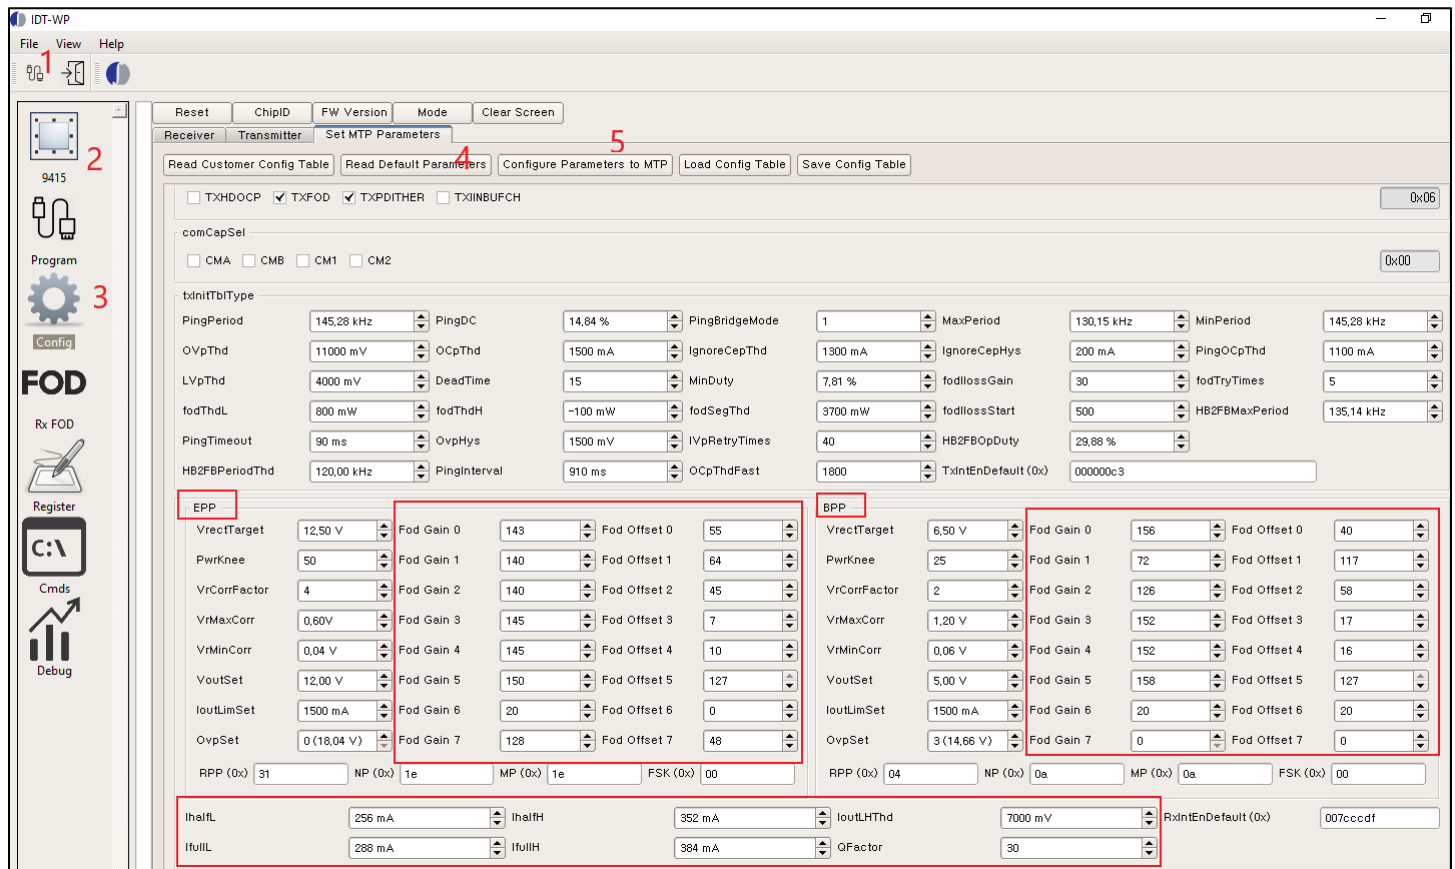 IDT-WP
File View Help
1
Reset ChipID FW Version Mode Clear Screen
Receiver Transmitter Set MTP Parameters
5
Read Customer Config Table Read Default Parameters Configure Parameters to MTP Load Config Table Save Config Table
4
2
9415
TXHDOCP TXFOD TXPDITHER TXIINBUFCH 0x06
comCapSel
Program
CMA CMB CM1 CM2 0x00
3
Config
txInitTblType
PingPeriod 145,28 kHz PingDC 14,84 % PingBridgeMode 1 MaxPeriod 130,15 kHz MinPeriod 145,28 kHz
OVpThd 11000 mV OCpThd 1500 mA IgnoreCepThd 1300 mA IgnoreCepHys 200 mA PingOCpThd 1100 mA
LVpThd 4000 mV DeadTime 15 MinDuty 7,81 % fodIlossGain 30 fodTryTimes 5
FOD
fodThdL 800 mW fodThdH -100 mW fodSegThd 3700 mW fodIlossStart 500 HB2FBMaxPeriod 135,14 kHz
Rx FOD
PingTimeout 90 ms OvpHys 1500 mV IVpRetryTimes 40 HB2FBOpDuty 29,88 %
HB2FBPeriodThd 120,00 kHz PingInterval 910 ms OCpThdFast 1800 TxIntEnDefault (0x) 000000c3
Register
EPP BPP
VrectTarget 12,50 V Fod Gain 0 143 Fod Offset 0 55 VrectTarget 6,50 V Fod Gain 0 156 Fod Offset 0 40
C:\
PwrKnee 50 Fod Gain 1 140 Fod Offset 1 64 PwrKnee 25 Fod Gain 1 72 Fod Offset 1 117
Cmds
VrCorrFactor 4 Fod Gain 2 140 Fod Offset 2 45 VrCorrFactor 2 Fod Gain 2 126 Fod Offset 2 58
VrMaxCorr 0,60V Fod Gain 3 145 Fod Offset 3 7 VrMaxCorr 1,20 V Fod Gain 3 152 Fod Offset 3 17
VrMinCorr 0,04 V Fod Gain 4 145 Fod Offset 4 10 VrMinCorr 0,06 V Fod Gain 4 152 Fod Offset 4 16
Debug
VoutSet 12,00 V Fod Gain 5 150 Fod Offset 5 127 VoutSet 5,00 V Fod Gain 5 158 Fod Offset 5 127
IoutLimSet 1500 mA Fod Gain 6 20 Fod Offset 6 0 IoutLimSet 1500 mA Fod Gain 6 20 Fod Offset 6 20
OvpSet 0 (18,04 V) Fod Gain 7 128 Fod Offset 7 48 OvpSet 3 (14,66 V) Fod Gain 7 0 Fod Offset 7 0
RPP (0x) 31 NP (0x) 1e MP (0x) 1e FSK (0x) 00 RPP (0x) 04 NP (0x) 0a MP (0x) 0a FSK (0x) 00
IhalfL 256 mA IhalfH 352 mA IoutLHThd 7000 mV RxIntEnDefault (0x) 007cccdf
IfullL 288 mA IfullH 384 mA QFactor 30